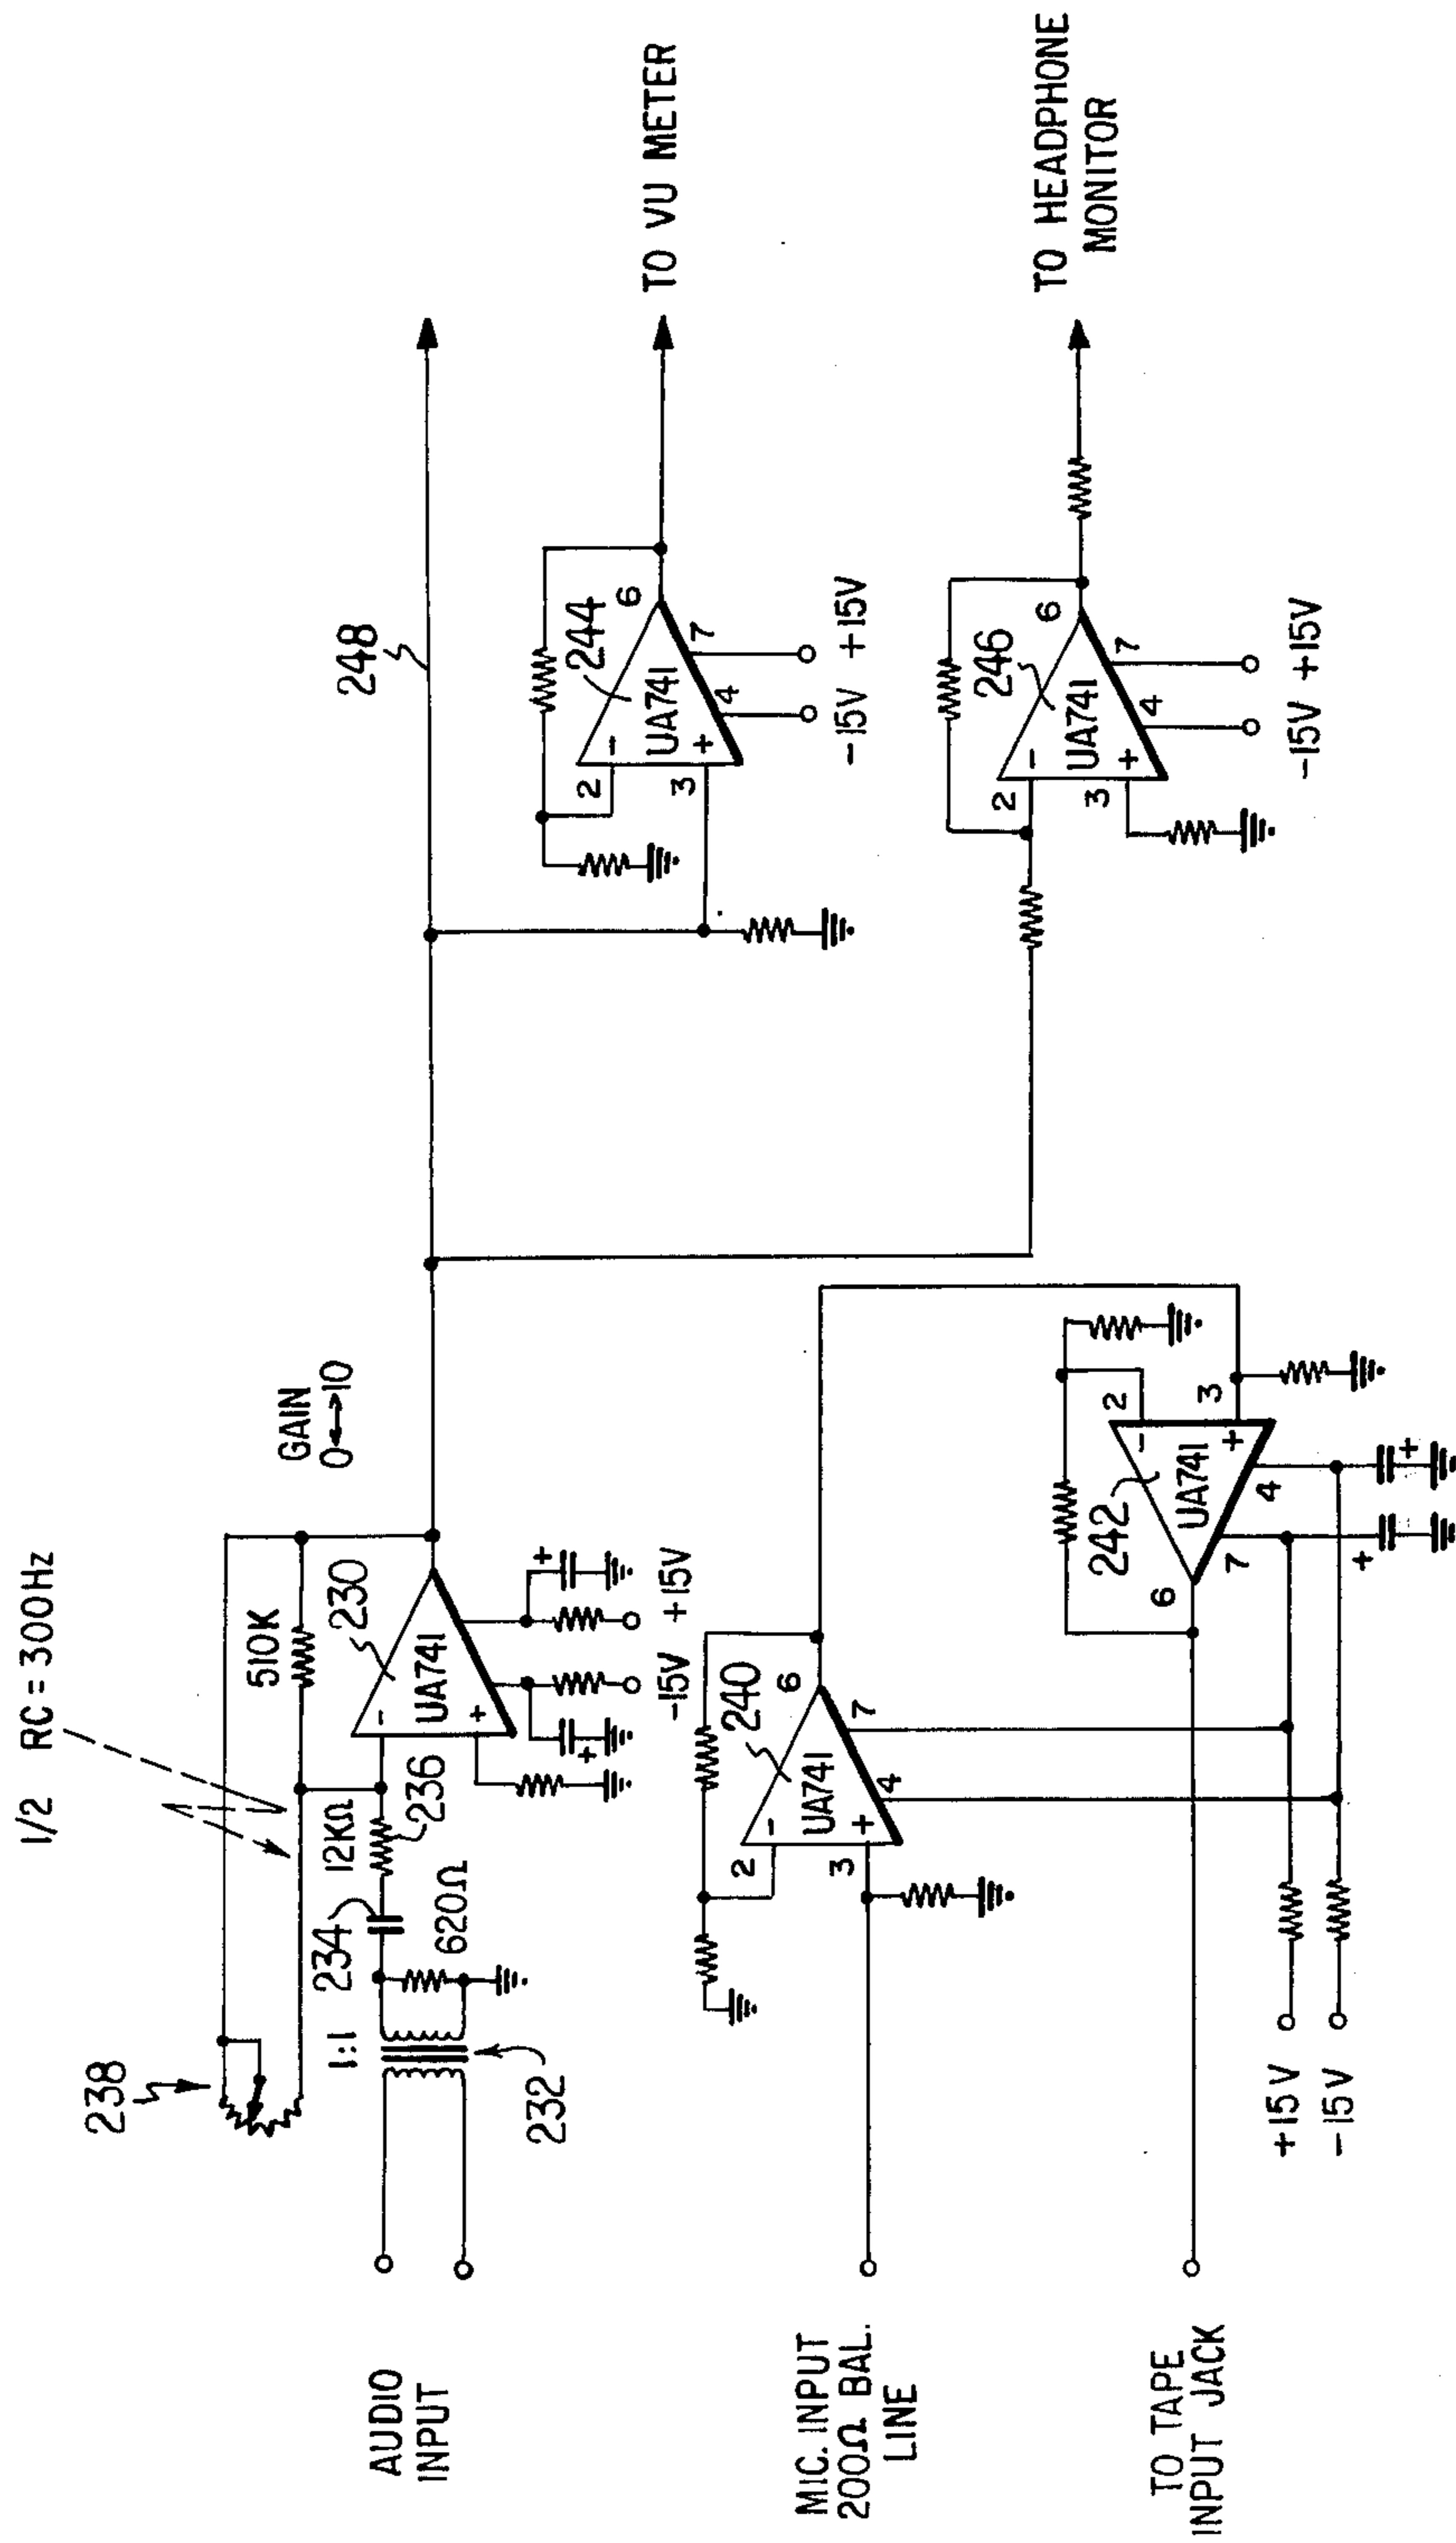 1/2 RC = 300Hz
238
1:1
AUDIO
INPUT
232
234
620Ω
12KΩ
236
510K
-
+
UA741
230
-15V +15V
GAIN
0↔10
248
2
3
-
+
UA741
244
6
4
7
-15V +15V
TO VU METER
2
3
-
+
UA741
246
6
4
7
-15V +15V
TO HEADPHONE
MONITOR
MIC. INPUT
200Ω BAL.
LINE
2
3
-
+
UA741
240
6
4
7
TO TAPE
INPUT JACK
6
242
UA741
-
+
2
3
7
4
+
+
+15V
-15V
+
+